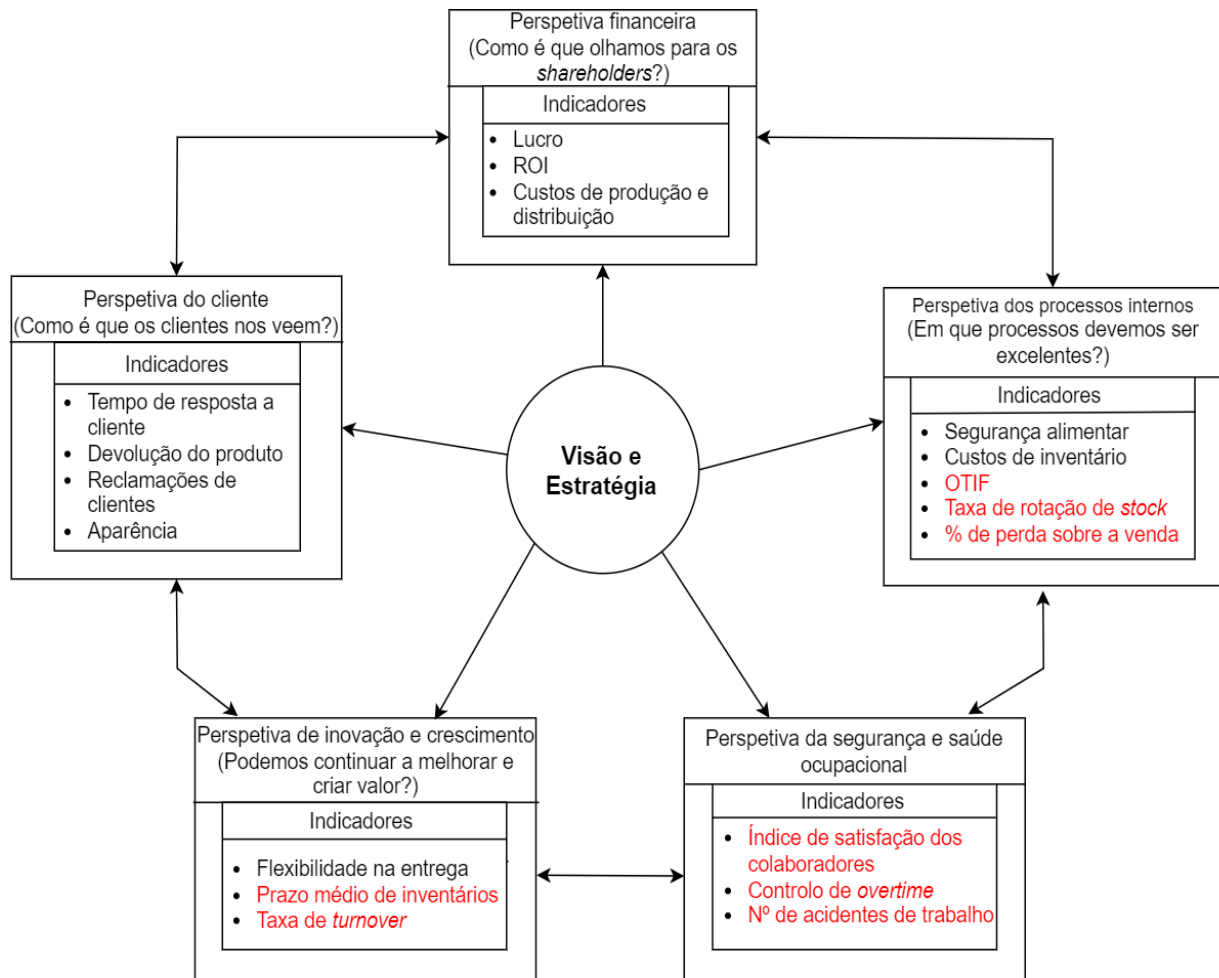 Perspetiva financeira
(Como é que olhamos para os
shareholders?)
Indicadores
• Lucro
• ROI
• Custos de produção e
distribuição
Perspetiva do cliente
(Como é que os clientes nos veem?)
Indicadores
• Tempo de resposta a
cliente
• Devolução do produto
• Reclamações de
clientes
• Aparência
Visão e
Estratégia
Perspetiva dos processos internos
(Em que processos devemos ser
excelentes?)
Indicadores
• Segurança alimentar
• Custos de inventário
• OTIF
• Taxa de rotação de stock
• % de perda sobre a venda
Perspetiva de inovação e crescimento
(Podemos continuar a melhorar e
criar valor?)
Indicadores
• Flexibilidade na entrega
• Prazo médio de inventários
• Taxa de turnover
Perspetiva da segurança e saúde
ocupacional
Indicadores
• Índice de satisfação dos
colaboradores
• Controlo de overtime
• Nº de acidentes de trabalho